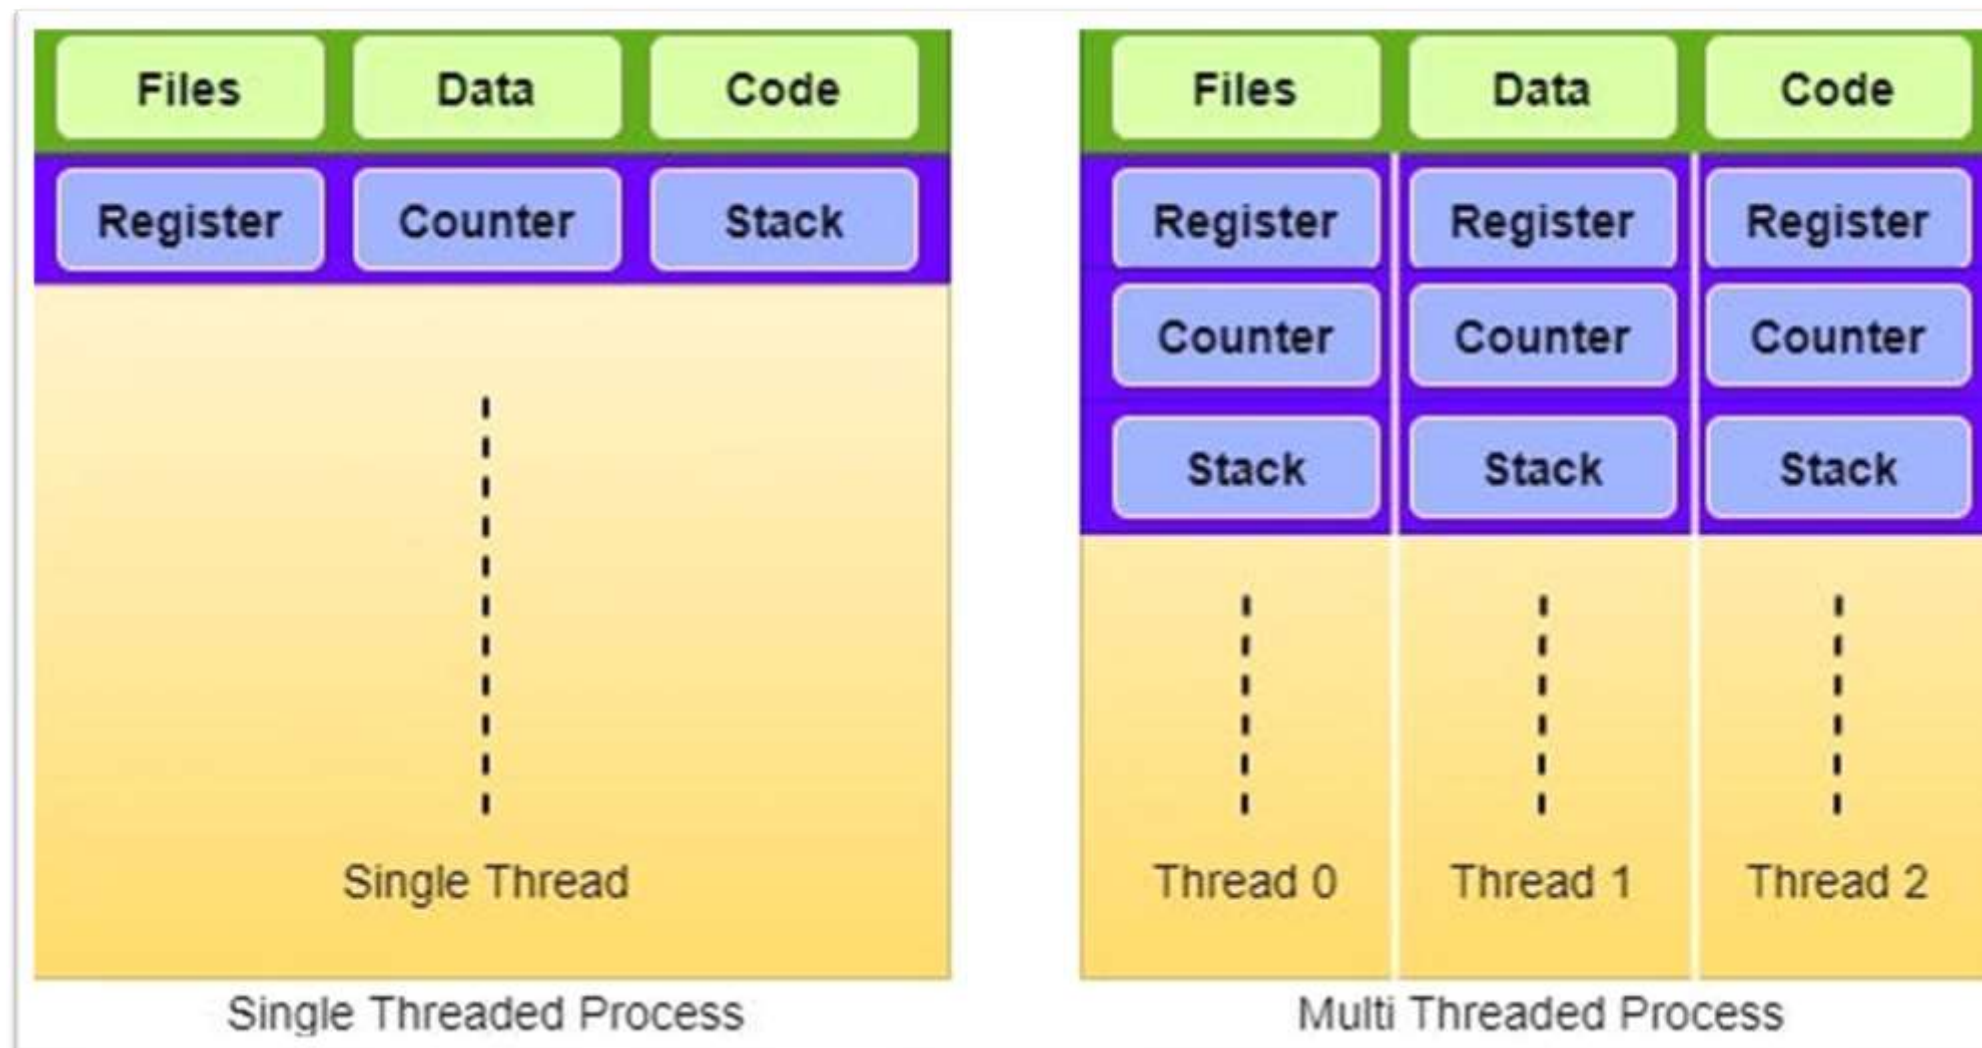 Files Data Code
Register Counter Stack
Single Thread
Single Threaded Process
Files Data Code
Register Register Register
Counter Counter Counter
Stack Stack Stack
Thread 0 Thread 1 Thread 2
Multi Threaded Process